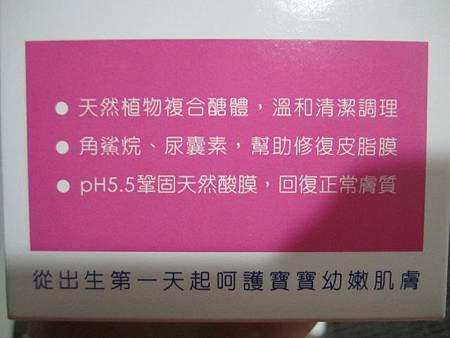 ● 天然植物複合醣體，溫和清潔調理
● 角鯊烷、尿囊素，幫助修復皮脂膜
● pH5.5鞏固天然酸膜，回復正常膚質
從出生第一天起呵護寶寶幼嫩肌膚